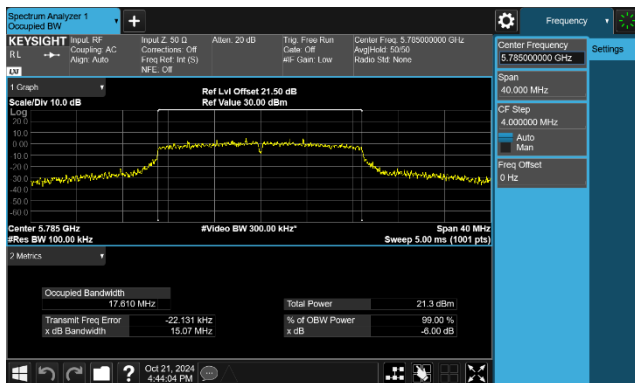 Spectrum Analyzer 1
Occupied BW
Frequency
KEYSIGHT
Input: RF
Input Z: 50 Ω
Atten: 20 dB
Trig: Free Run
Center Freq: 5.785000000 GHz
RL
Coupling: AC
Corrections: Off
Gate: Off
Avg|Hold: 50/50
Align: Auto
Freq Ref: Int (S)
#IF Gain: Low
Radio Std: None
LXI
NFE: Off
Center Frequency
5.785000000 GHz
Settings
Span
40.000 MHz
CF Step
4.000000 MHz
Auto
Man
Freq Offset
0 Hz
1 Graph
Ref Lvl Offset 21.50 dB
Scale/Div 10.0 dB
Ref Value 30.00 dBm
Log
20.0
10.0
0.00
-10.0
-20.0
-30.0
-40.0
-50.0
-60.0
Center 5.785 GHz
#Video BW 300.00 kHz*
Span 40 MHz
#Res BW 100.00 kHz
Sweep 5.00 ms (1001 pts)
2 Metrics
Occupied Bandwidth
17.610 MHz
Total Power
21.3 dBm
Transmit Freq Error
-22.131 kHz
% of OBW Power
99.00 %
x dB Bandwidth
15.07 MHz
x dB
-6.00 dB
?
Oct 21, 2024
4:44:04 PM